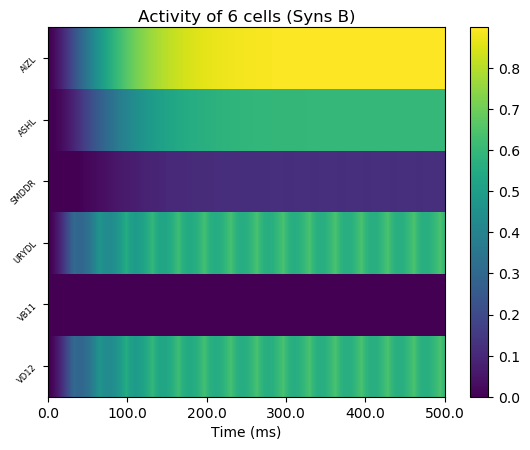 Activity of 6 cells (Syns B)
AIZL
ASHL
SMDDR
URYDL
VB11
VD12
0.0 100.0 200.0 300.0 400.0 500.0
Time (ms)
0.8
0.7
0.6
0.5
0.4
0.3
0.2
0.1
0.0